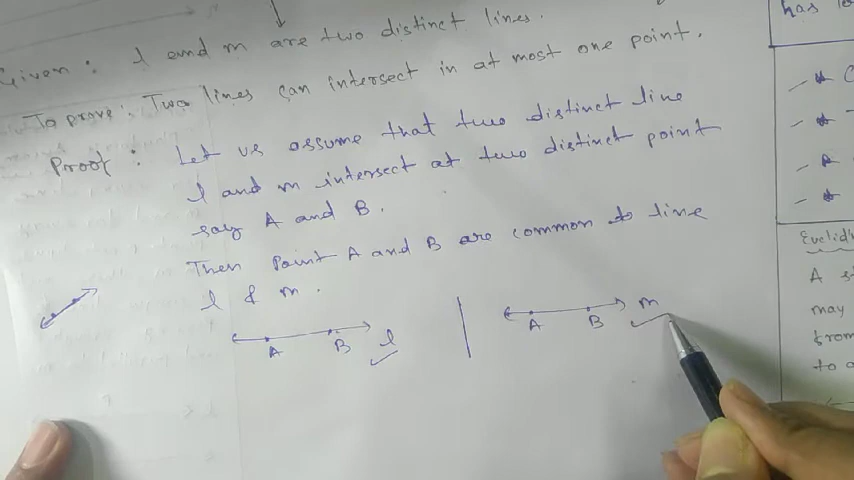 Given : l and m are two distinct lines.
To prove : Two lines can intersect in at most one point.
Proof : Let us assume that two distinct line
l and m intersect at two distinct point
say A and B.
Then Point A and B are common to line
l & m.
A B l
A B m
has
Euclid's
A
may
from
to